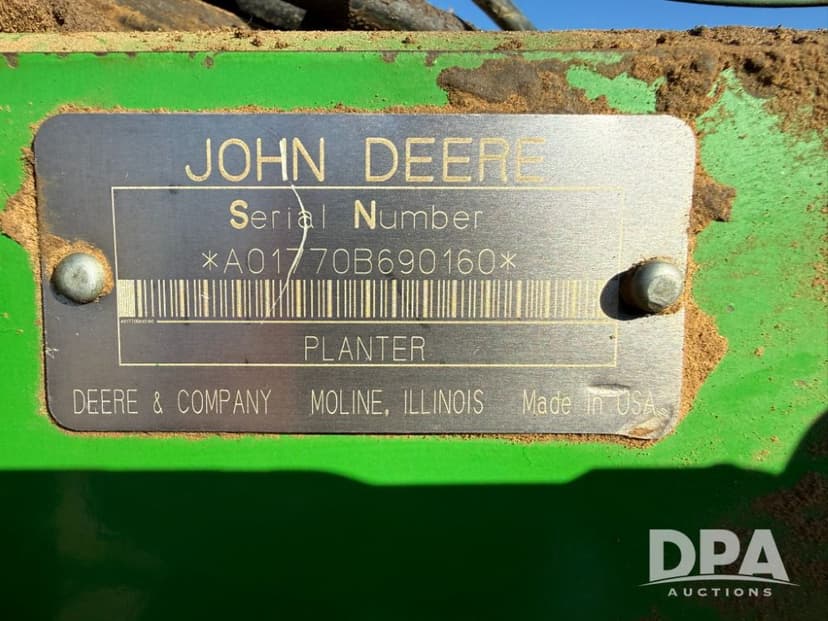 JOHN DEERE
Serial Number
*A01770B690160*
PLANTER
DEERE & COMPANY MOLINE, ILLINOIS Made in USA
DPA
AUCTIONS